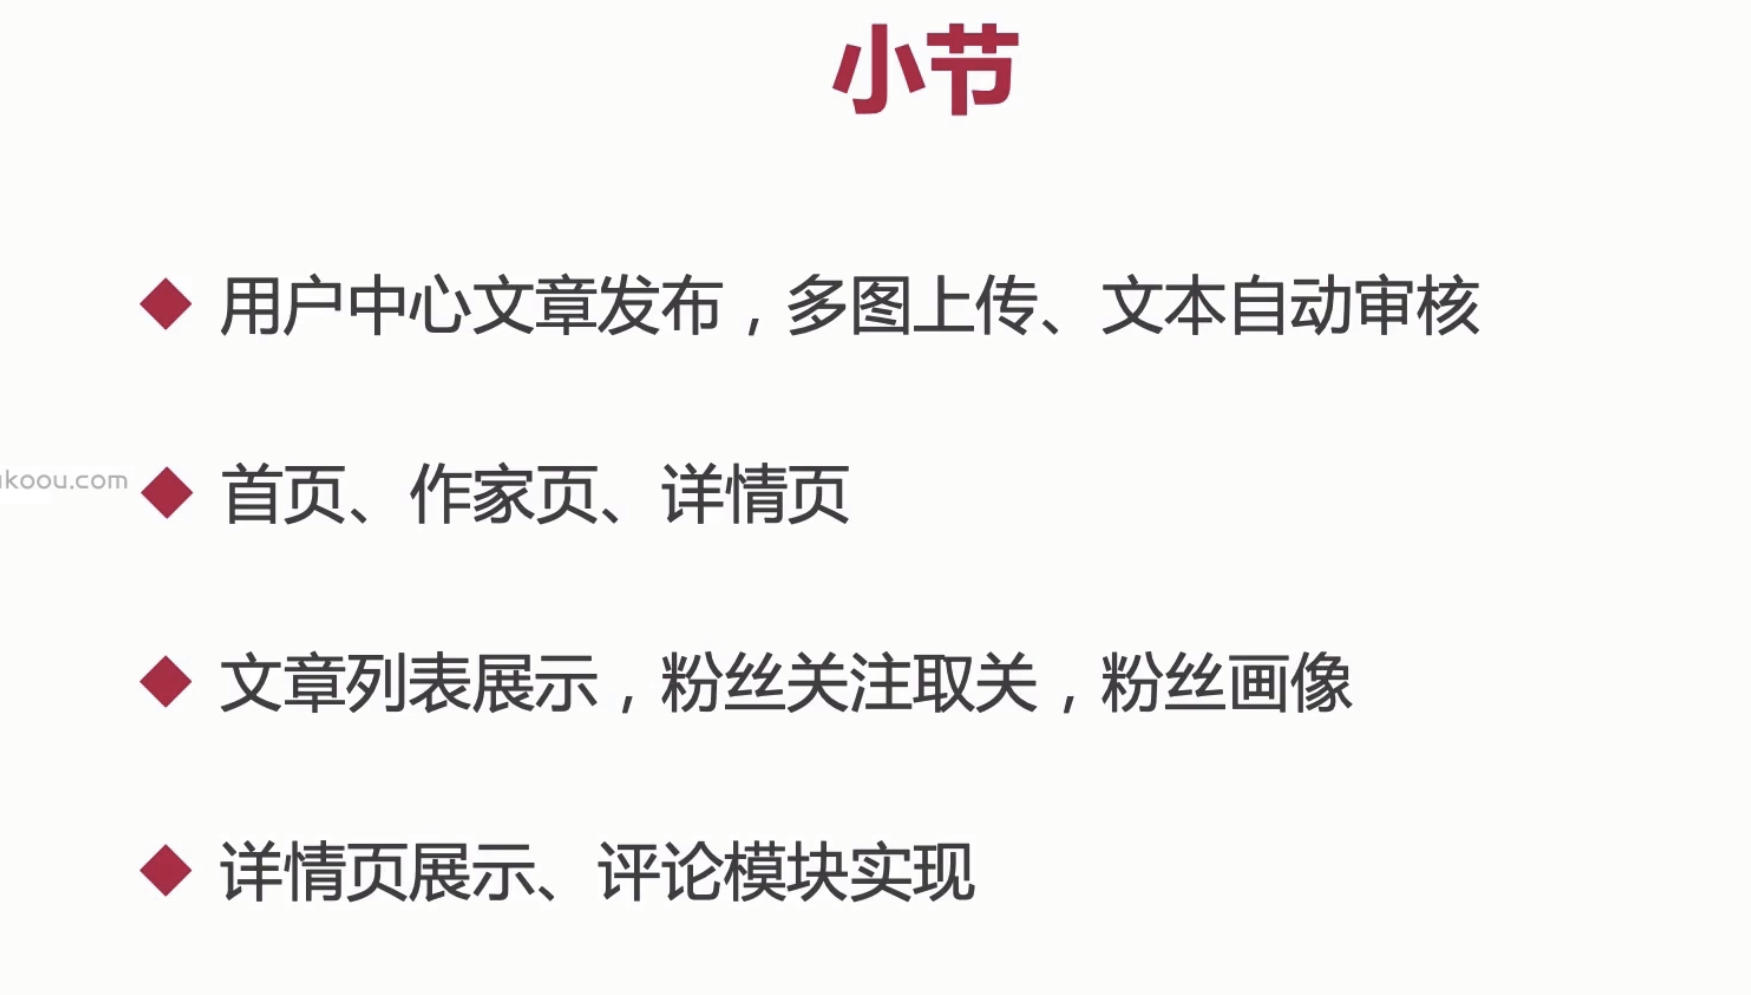 小节
用户中心文章发布，多图上传、文本自动审核
首页、作家页、详情页
koou.com
文章列表展示，粉丝关注取关，粉丝画像
详情页展示、评论模块实现